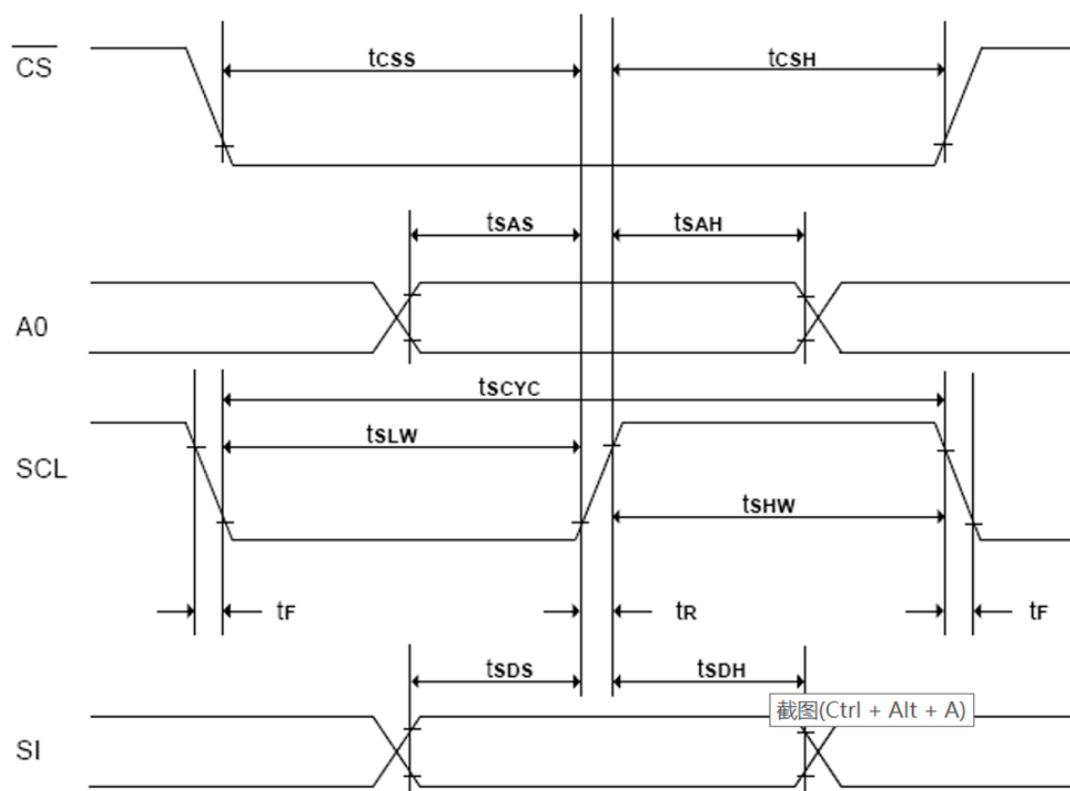 CS
tCSS
tCSH
tSAS
tSAH
A0
tSCYC
tSLW
SCL
tSHW
tF
tR
tF
tSDS
tSDH
截图(Ctrl + Alt + A)
SI